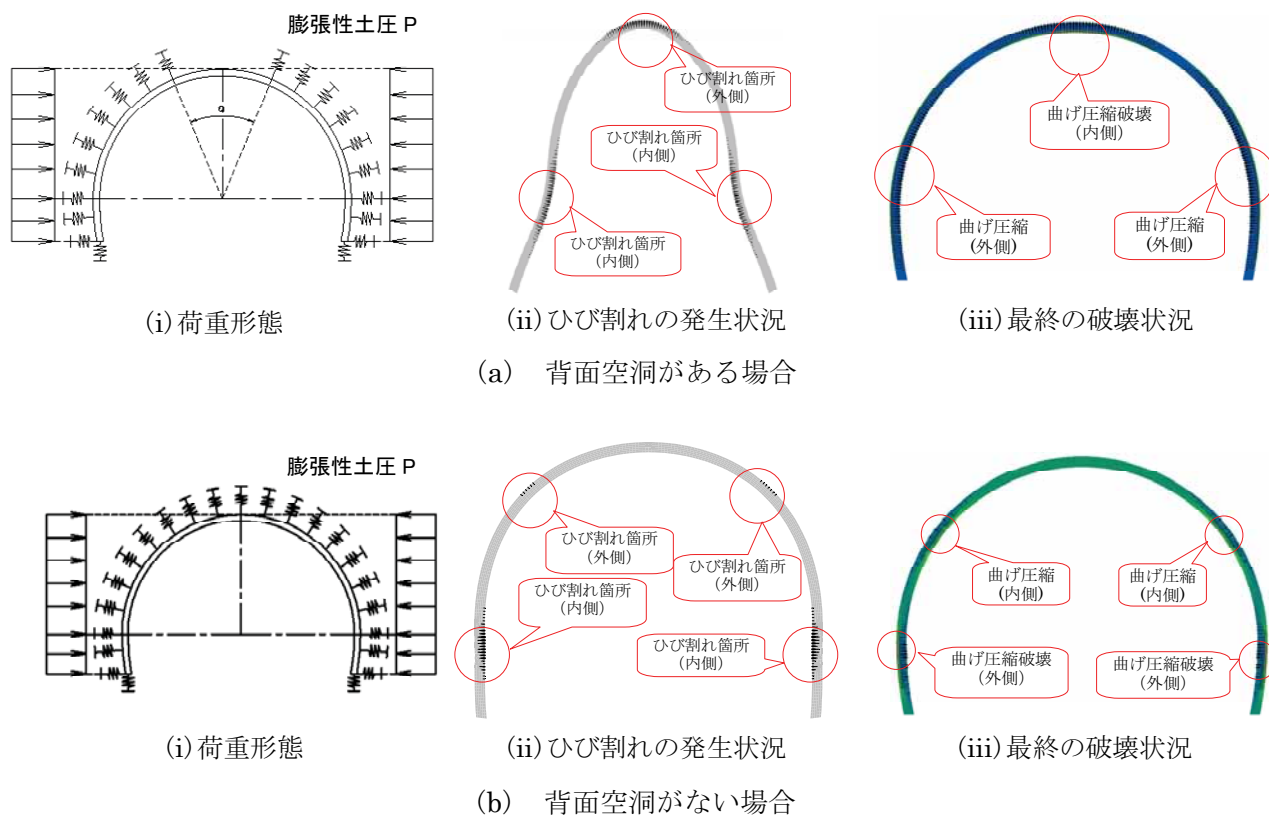 膨張性土圧 P
α
ひび割れ箇所
(外側)
ひび割れ箇所
(内側)
ひび割れ箇所
(内側)
曲げ圧縮破壊
(内側)
曲げ圧縮
(外側)
曲げ圧縮
(外側)
(i)荷重形態
(ii)ひび割れの発生状況
(iii)最終の破壊状況
(a) 背面空洞がある場合
膨張性土圧 P
ひび割れ箇所
(外側)
ひび割れ箇所
(外側)
ひび割れ箇所
(内側)
ひび割れ箇所
(内側)
曲げ圧縮
(内側)
曲げ圧縮
(内側)
曲げ圧縮破壊
(外側)
曲げ圧縮破壊
(外側)
(i)荷重形態
(ii)ひび割れの発生状況
(iii)最終の破壊状況
(b) 背面空洞がない場合